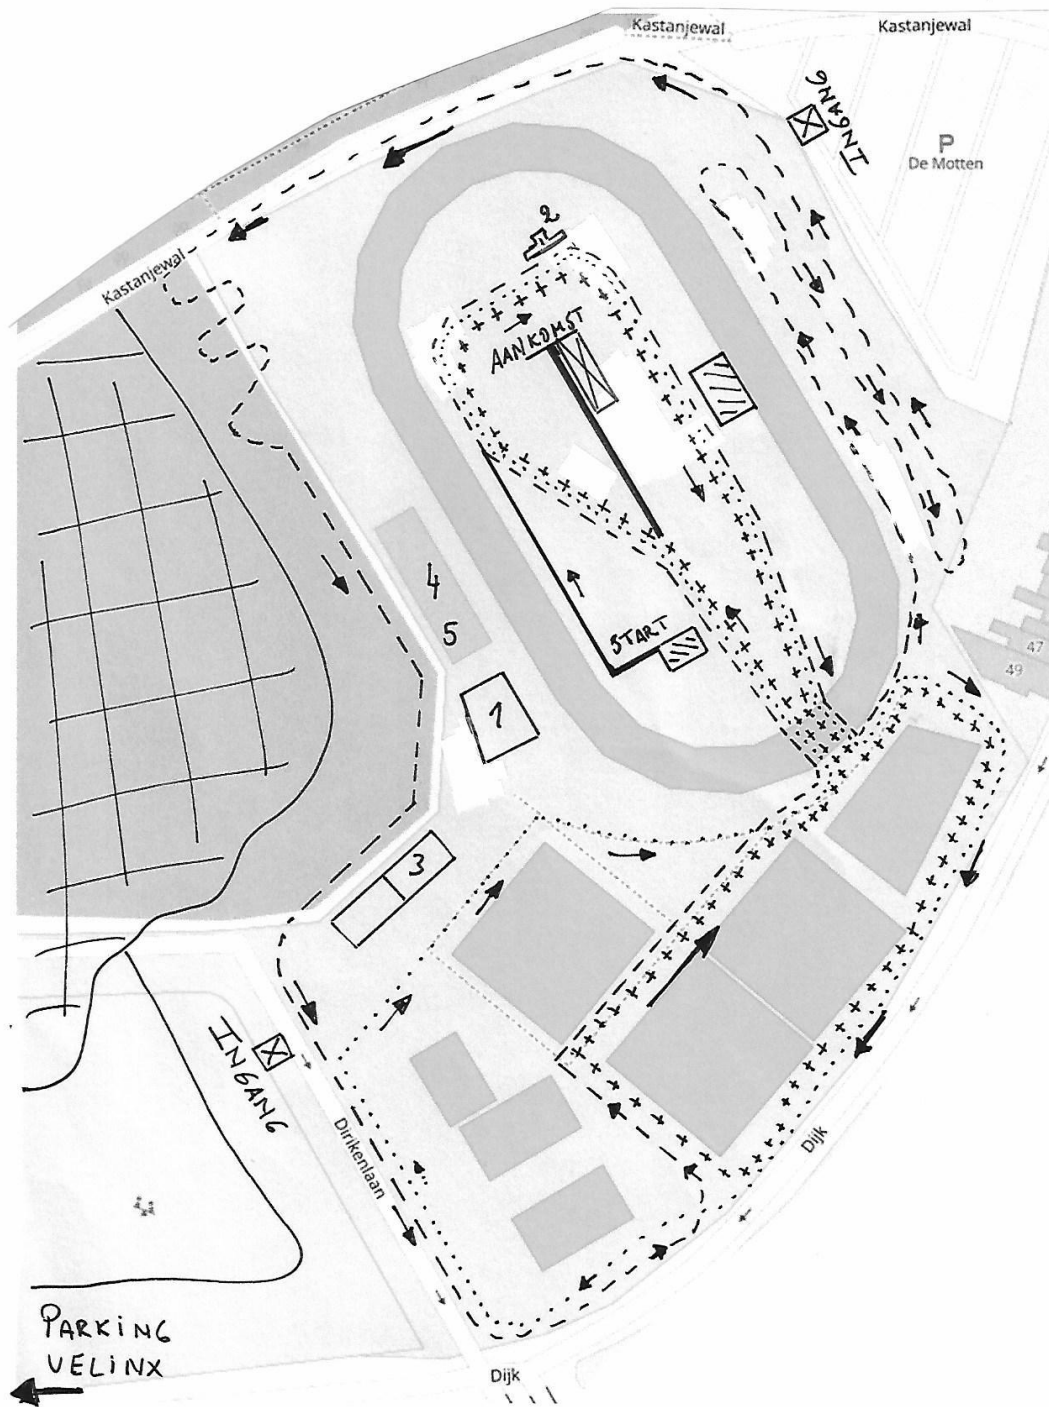 Kastanjewal
Kastanjewal
INGANG
P
De Motten
2
Kastanjewal
AANKOMST
4
5
START
47
49
1
3
INGANG
Dirikenlaan
Dijk
PARKING
VELINX
Dijk